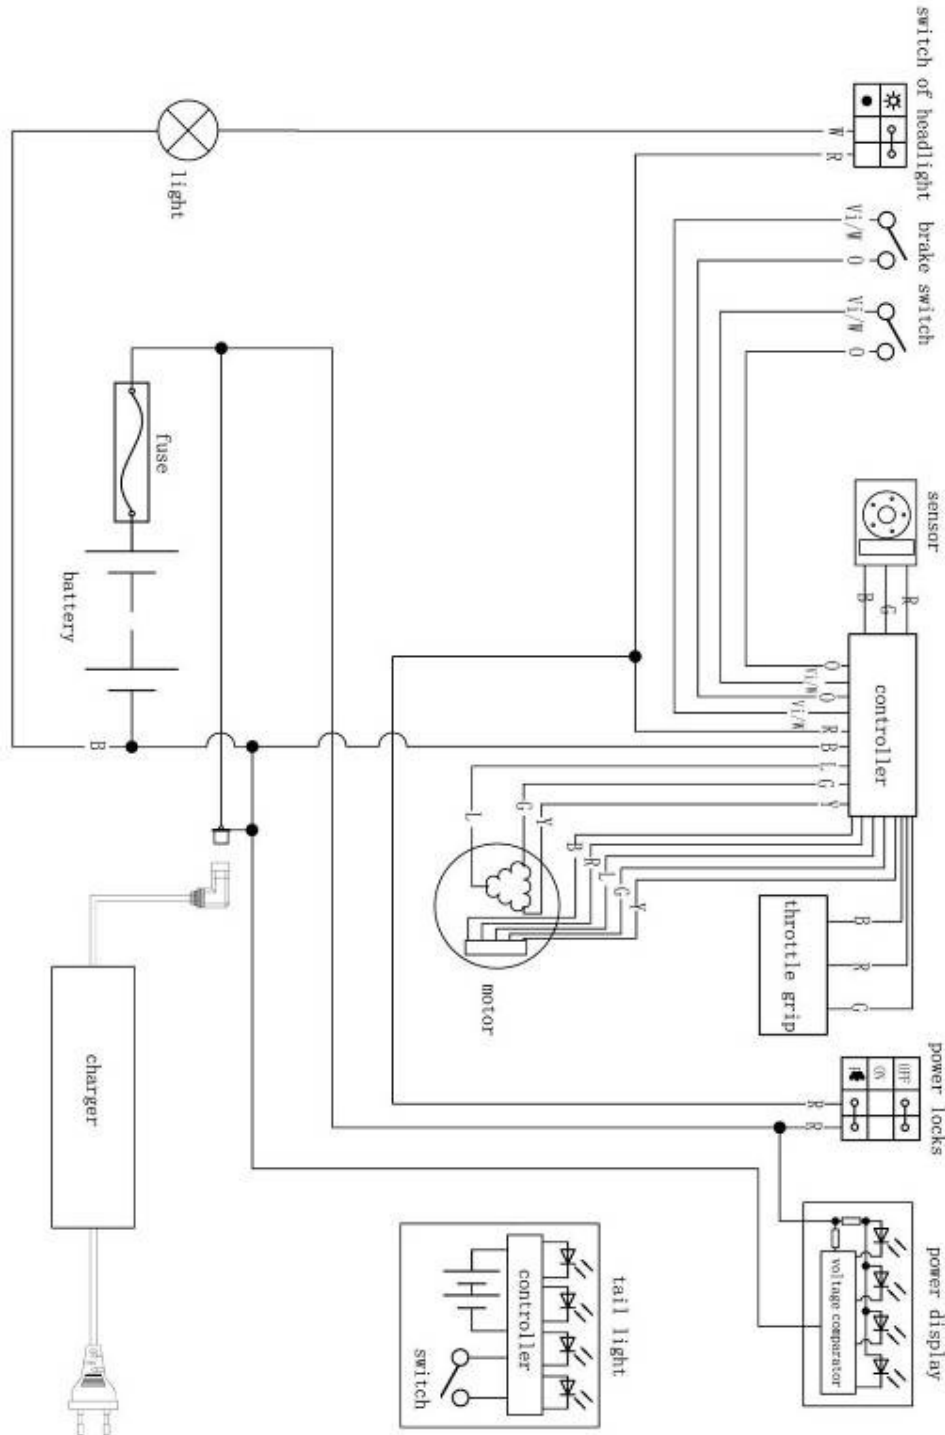 switch of headlight
brake switch
sensor
power locks
power display
OFF
ON
W
R
Vi/W
O
Vi/W
O
R
G
B
controller
O
Vi/W
O
Vi/W
R
B
L
G
Y
throttle grip
B
R
G
R
R
voltage comparator
Y
G
L
R
B
Y
G
L
motor
tail light
controller
switch
light
fuse
battery
B
charger